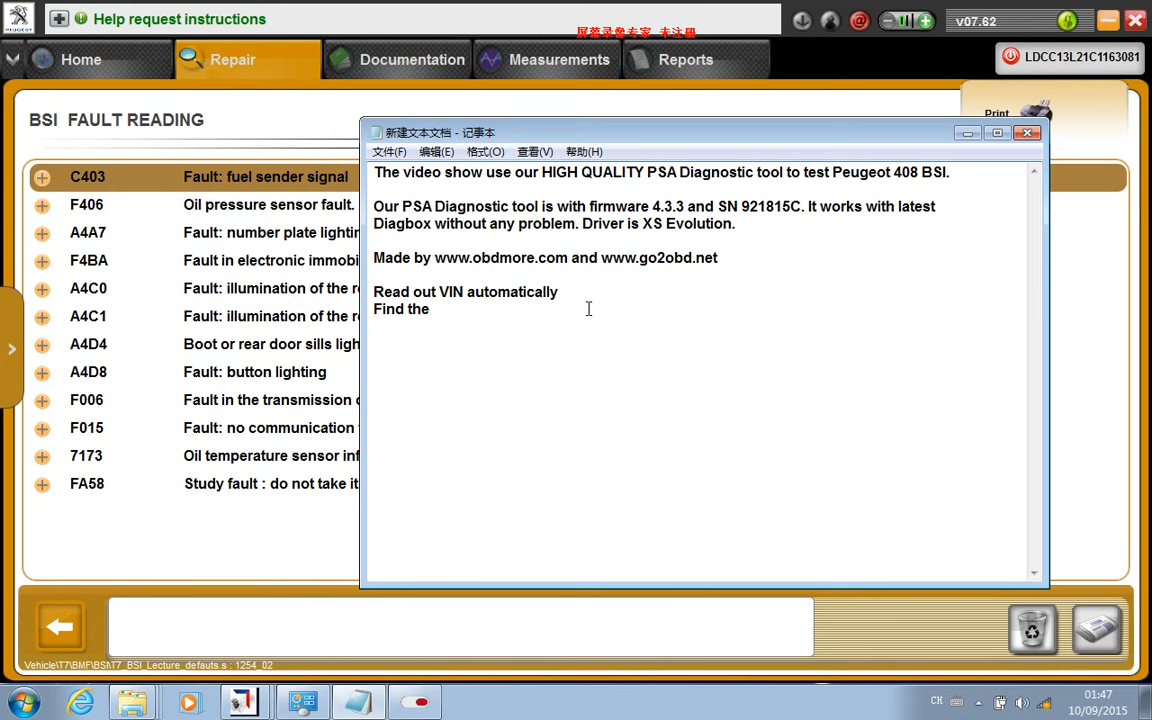 PEUGEOT
Help request instructions
屏幕录像专家 未注册
v07.62
Home
Repair
Documentation
Measurements
Reports
LDCC13L21C1163081
BSI FAULT READING
Print
C403 Fault: fuel sender signal
F406 Oil pressure sensor fault.
A4A7 Fault: number plate lightin
F4BA Fault in electronic immobi
A4C0 Fault: illumination of the r
A4C1 Fault: illumination of the r
A4D4 Boot or rear door sills ligh
A4D8 Fault: button lighting
F006 Fault in the transmission
F015 Fault: no communication
7173 Oil temperature sensor inf
FA58 Study fault : do not take it
新建文本文档 - 记事本
文件(F) 编辑(E) 格式(O) 查看(V) 帮助(H)
The video show use our HIGH QUALITY PSA Diagnostic tool to test Peugeot 408 BSI.
Our PSA Diagnostic tool is with firmware 4.3.3 and SN 921815C. It works with latest
Diagbox without any problem. Driver is XS Evolution.
Made by www.obdmore.com and www.go2obd.net
Read out VIN automatically
Find the
Vehicle\T7\BMF\BSI\T7_BSI_Lecture_defauts.s : 1254_02
CH
01:47
10/09/2015